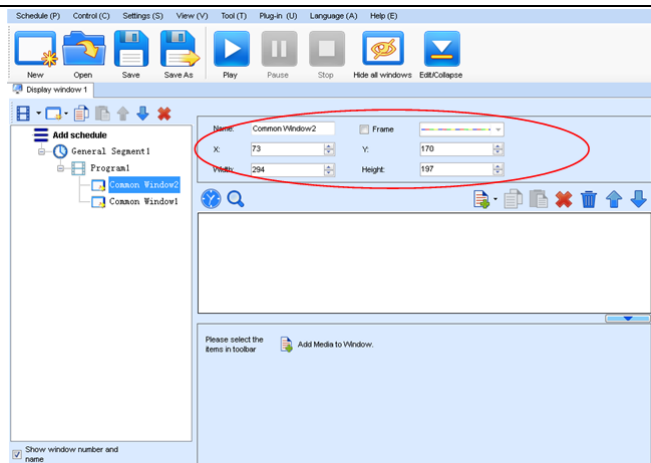 Schedule (P) Control (C) Settings (S) View (V) Tool (T) Plug-in (U) Language (A) Help (E)
New Open Save Save As Play Pause Stop Hide all windows Edit/Collapse
Display window 1
Add schedule
General Segment1
Program1
Common Window2
Common Window1
Name: Common Window2 Frame
X: 73 Y: 170
Width: 294 Height: 197
Please select the
items in toolbar
Add Media to Window.
Show window number and
name